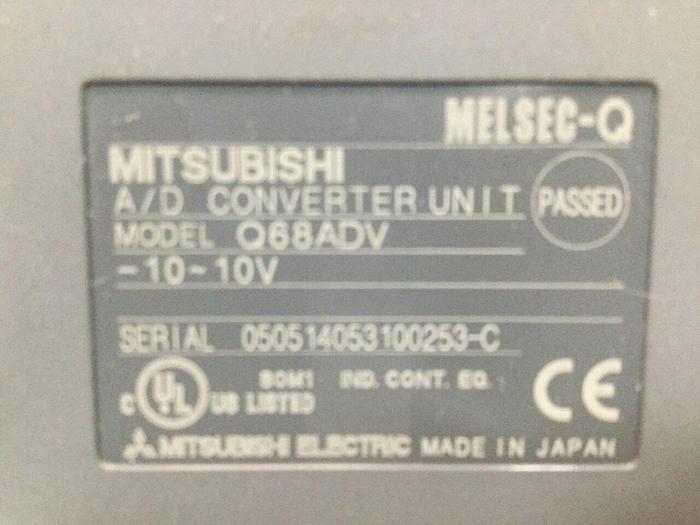 MELSEC-Q
MITSUBISHI
A/D CONVERTER UNIT PASSED
MODEL Q68ADV
-10~10V
SERIAL 050514053100253-C
C UL US LISTED 80M1 IND. CONT. EQ. CE
MITSUBISHI ELECTRIC MADE IN JAPAN